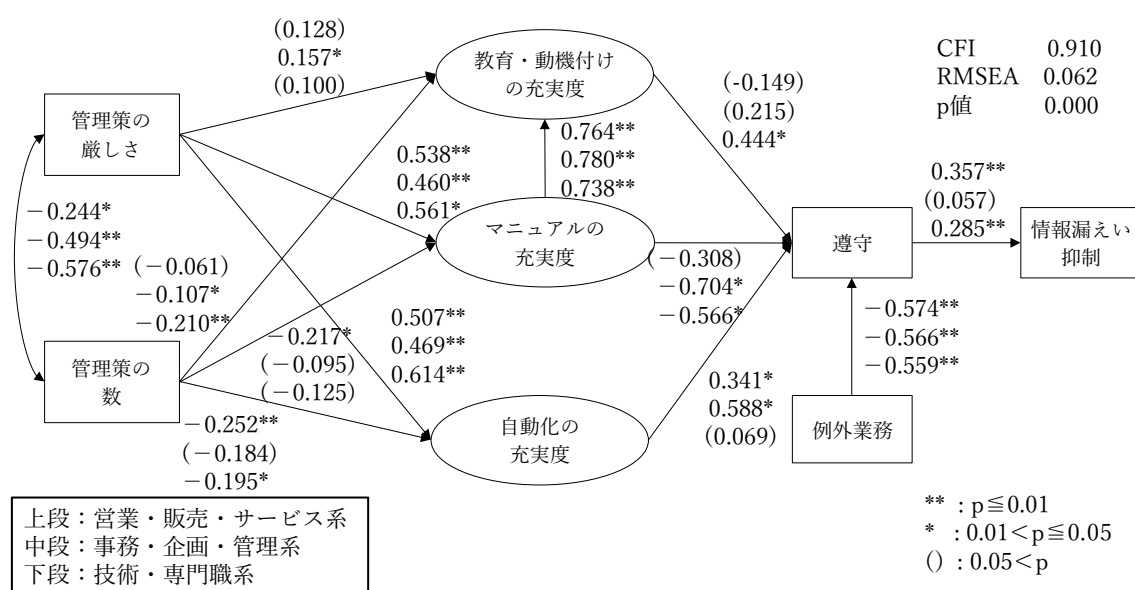 (0.128)
0.157*
(0.100)
教育・動機付け
の充実度
CFI 0.910
RMSEA 0.062
p値 0.000
(-0.149)
(0.215)
0.444*
管理策の
厳しさ
0.764**
0.780**
0.738**
0.538**
0.460**
0.561*
0.357**
(0.057)
0.285**
-0.244*
-0.494**
-0.576**
マニュアルの
充実度
遵守
情報漏えい
抑制
(-0.061)
-0.107*
-0.210**
(-0.308)
-0.704*
-0.566*
-0.574**
-0.566**
-0.559**
0.507**
0.469**
0.614**
-0.217*
(-0.095)
(-0.125)
管理策の
数
0.341*
0.588*
(0.069)
-0.252**
(-0.184)
-0.195*
自動化の
充実度
例外業務
上段:営業・販売・サービス系
中段:事務・企画・管理系
下段:技術・専門職系
** :p≦0.01
* :0.01<p≦0.05
() :0.05<p